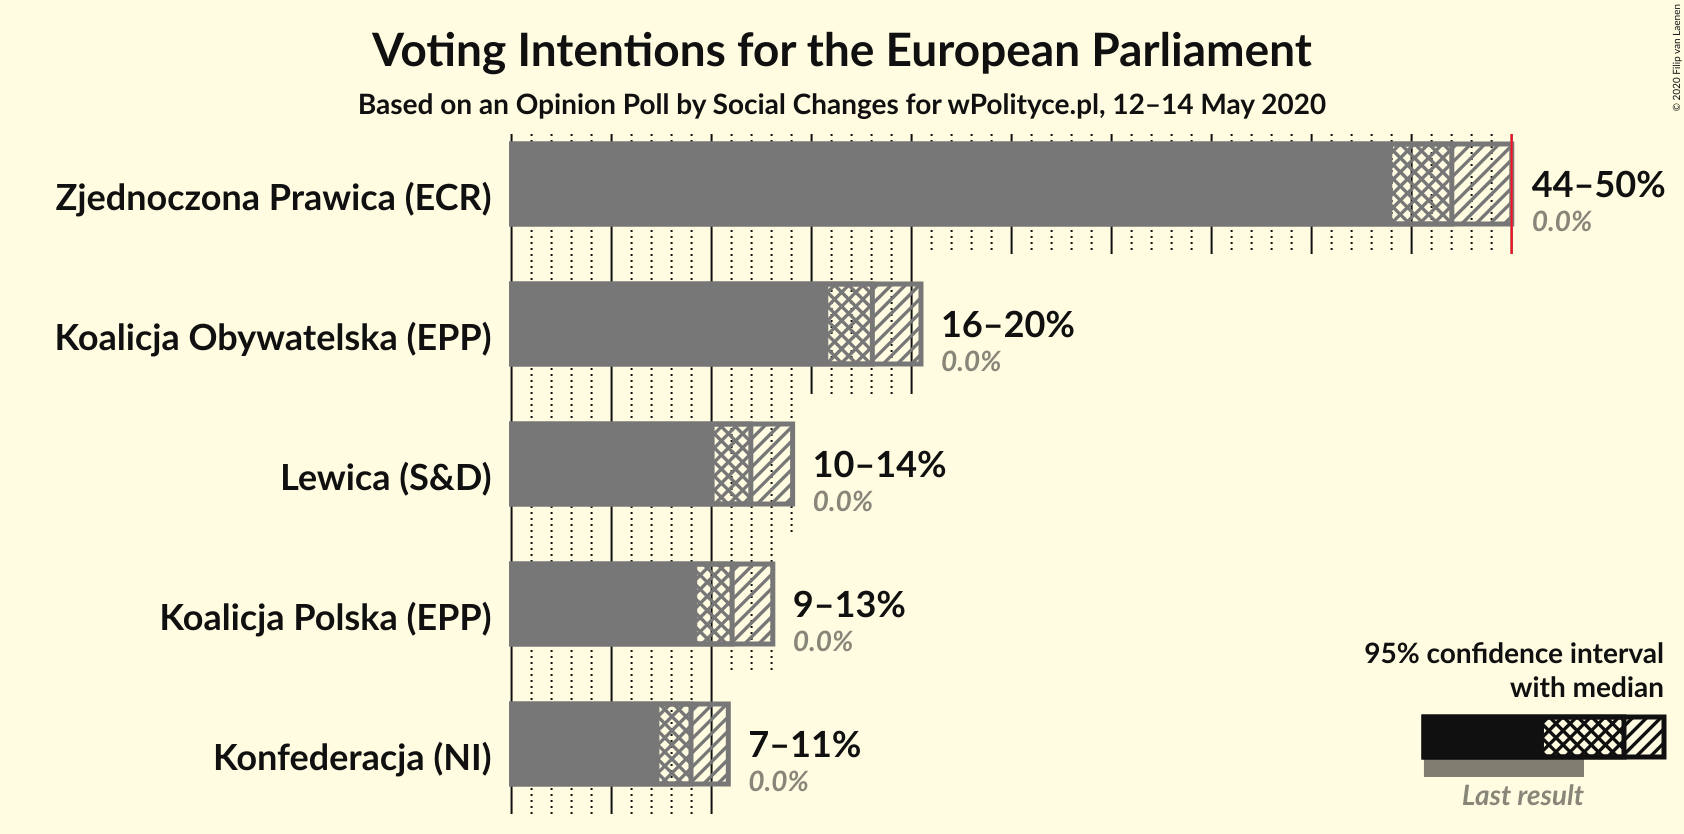 Voting Intentions for the European Parliament
Based on an Opinion Poll by Social Changes for wPolityce.pl, 12–14 May 2020
© 2020 Filip van Laenen
Zjednoczona Prawica (ECR)
44–50%
0.0%
Koalicja Obywatelska (EPP)
16–20%
0.0%
Lewica (S&D)
10–14%
0.0%
Koalicja Polska (EPP)
9–13%
0.0%
Konfederacja (NI)
7–11%
0.0%
95% confidence interval
with median
Last result